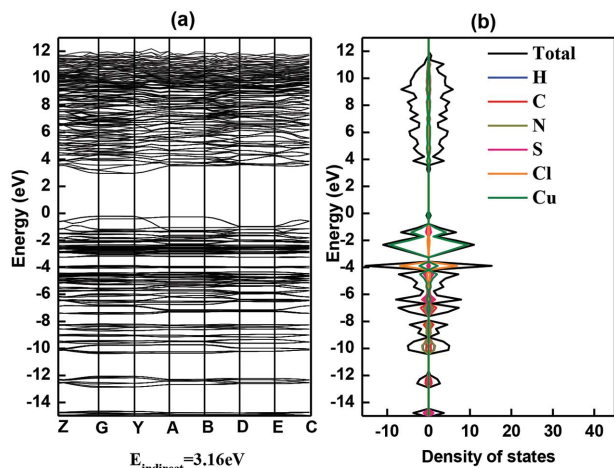 (a)
Energy (eV)
12
10
8
6
4
2
0
-2
-4
-6
-8
-10
-12
-14
Z G Y A B D E C
E_indirect=3.16eV
(b)
Energy (eV)
12
10
8
6
4
2
0
-2
-4
-6
-8
-10
-12
-14
Total
H
C
N
S
Cl
Cu
-10 0 10 20 30 40
Density of states